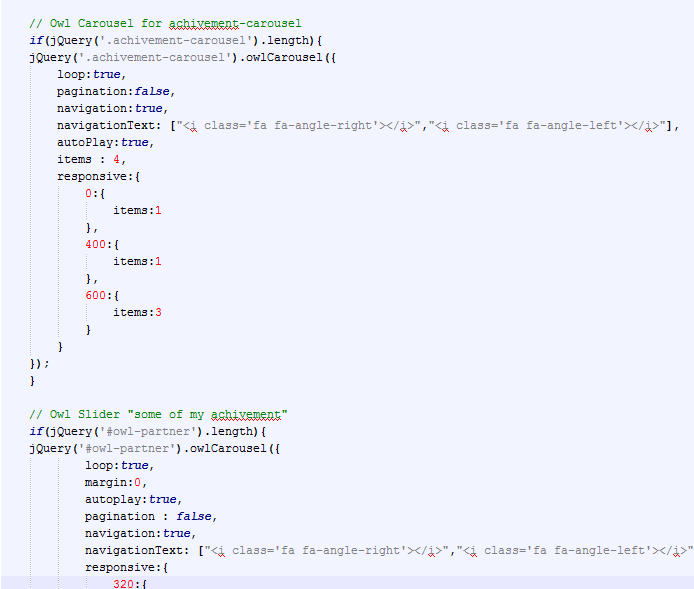 // Owl Carousel for achivement-carousel
if(jQuery('.achivement-carousel').length){
jQuery('.achivement-carousel').owlCarousel({
loop:true,
pagination:false,
navigation:true,
navigationText: ["<i class='fa fa-angle-right'></i>","<i class='fa fa-angle-left'></i>"],
autoPlay:true,
items : 4,
responsive:{
0:{
items:1
},
400:{
items:1
},
600:{
items:3
}
}
});
}
// Owl Slider "some of my achivement"
if(jQuery('#owl-partner').length){
jQuery('#owl-partner').owlCarousel({
loop:true,
margin:0,
autoplay:true,
pagination : false,
navigation:true,
navigationText: ["<i class='fa fa-angle-right'></i>","<i class='fa fa-angle-left'></i>"
responsive:{
320:{